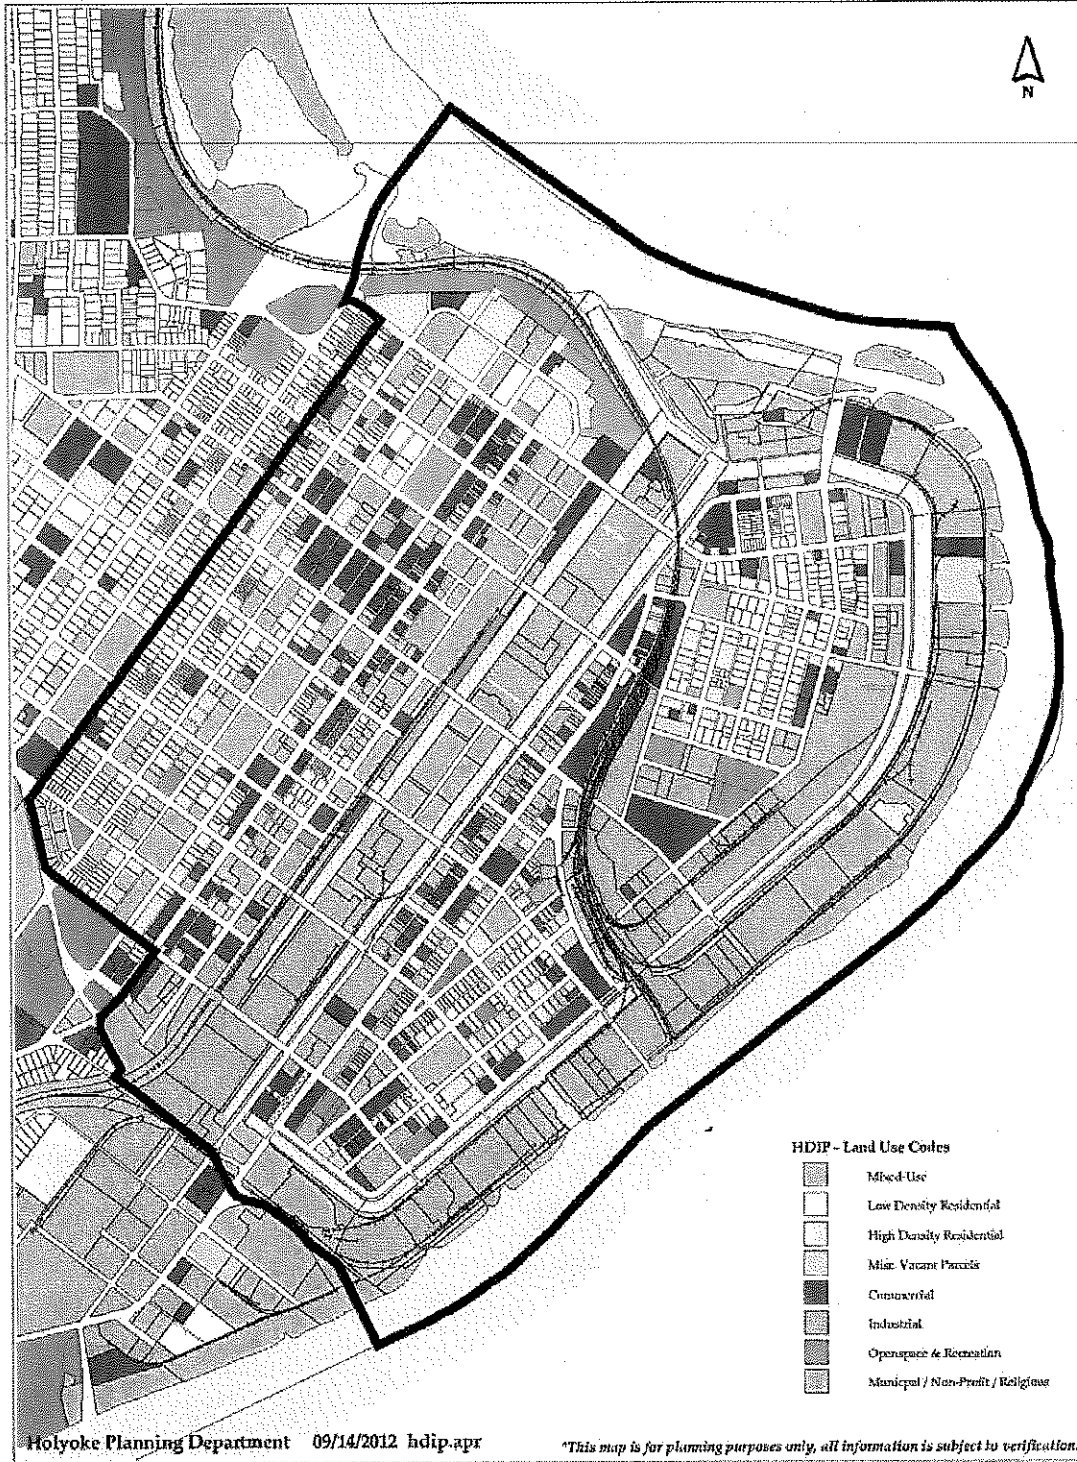 N
HDIP - Land Use Codes
Mixed-Use
Low Density Residential
High Density Residential
Misc. Vacant Parcels
Commercial
Industrial
Openspace & Recreation
Municpal / Non-Profit / Religious
Holyoke Planning Department 09/14/2012 hdip.apr
*This map is for planning purposes only, all information is subject to verification.